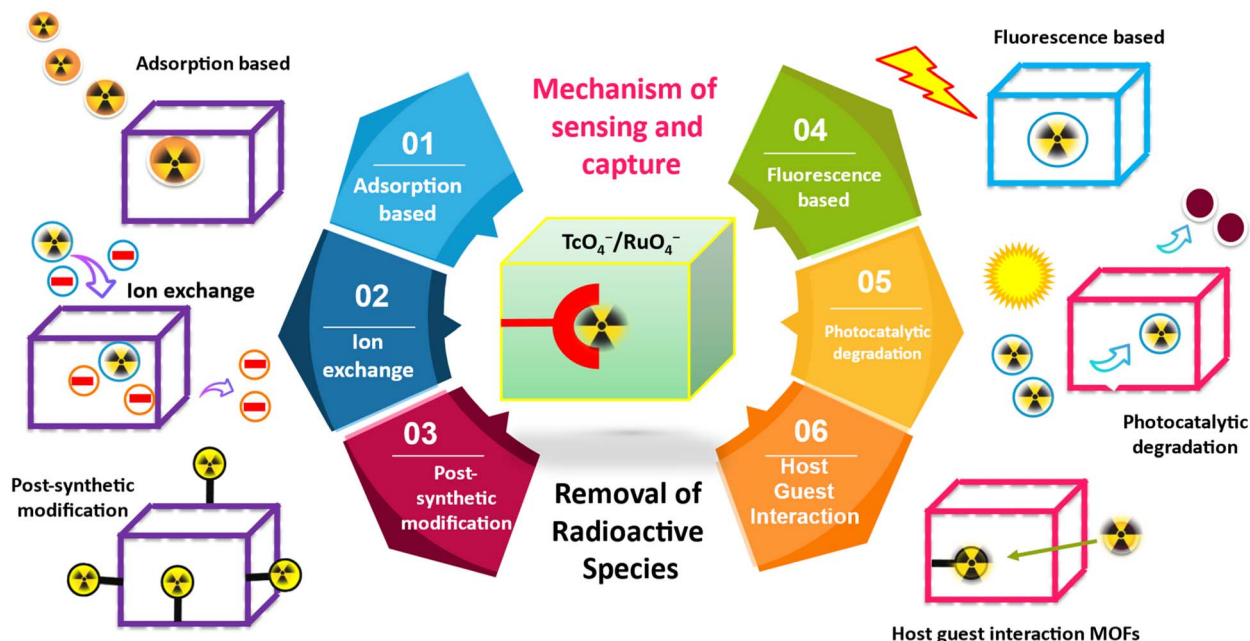 Adsorption based
Ion exchange
Post-synthetic
modification
01
Adsorption
based
02
Ion
exchange
03
Post-
synthetic
modification
Mechanism of
sensing and
capture
TcO₄⁻/RuO₄⁻
Removal of
Radioactive
Species
04
Fluorescence
based
05
Photocatalytic
degradation
06
Host
Guest
Interaction
Fluorescence based
Photocatalytic
degradation
Host guest interaction MOFs